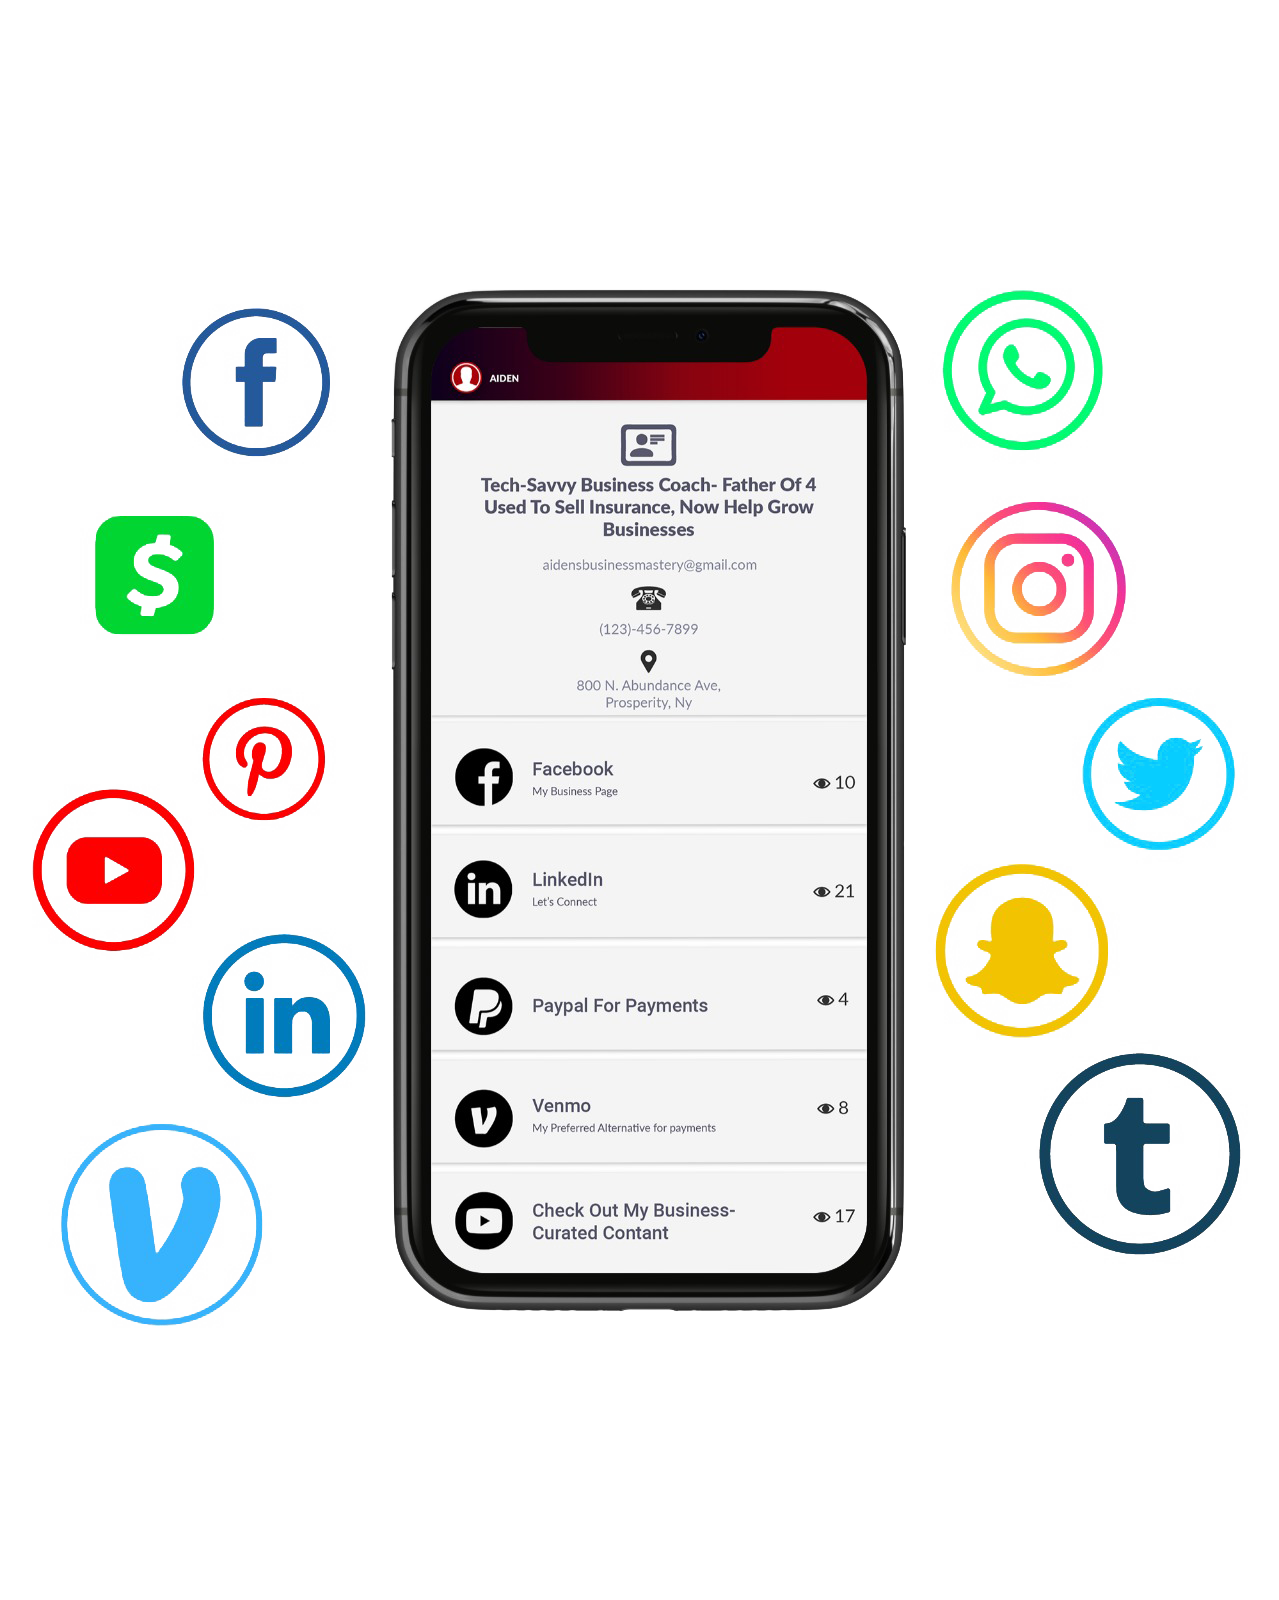 AIDEN
Tech-Savvy Business Coach- Father Of 4
Used To Sell Insurance, Now Help Grow
Businesses
aidensbusinessmastery@gmail.com
(123)-456-7899
800 N. Abundance Ave,
Prosperity, Ny
Facebook
My Business Page
10
LinkedIn
Let's Connect
21
Paypal For Payments
4
Venmo
My Preferred Alternative for payments
8
Check Out My Business-
Curated Contant
17